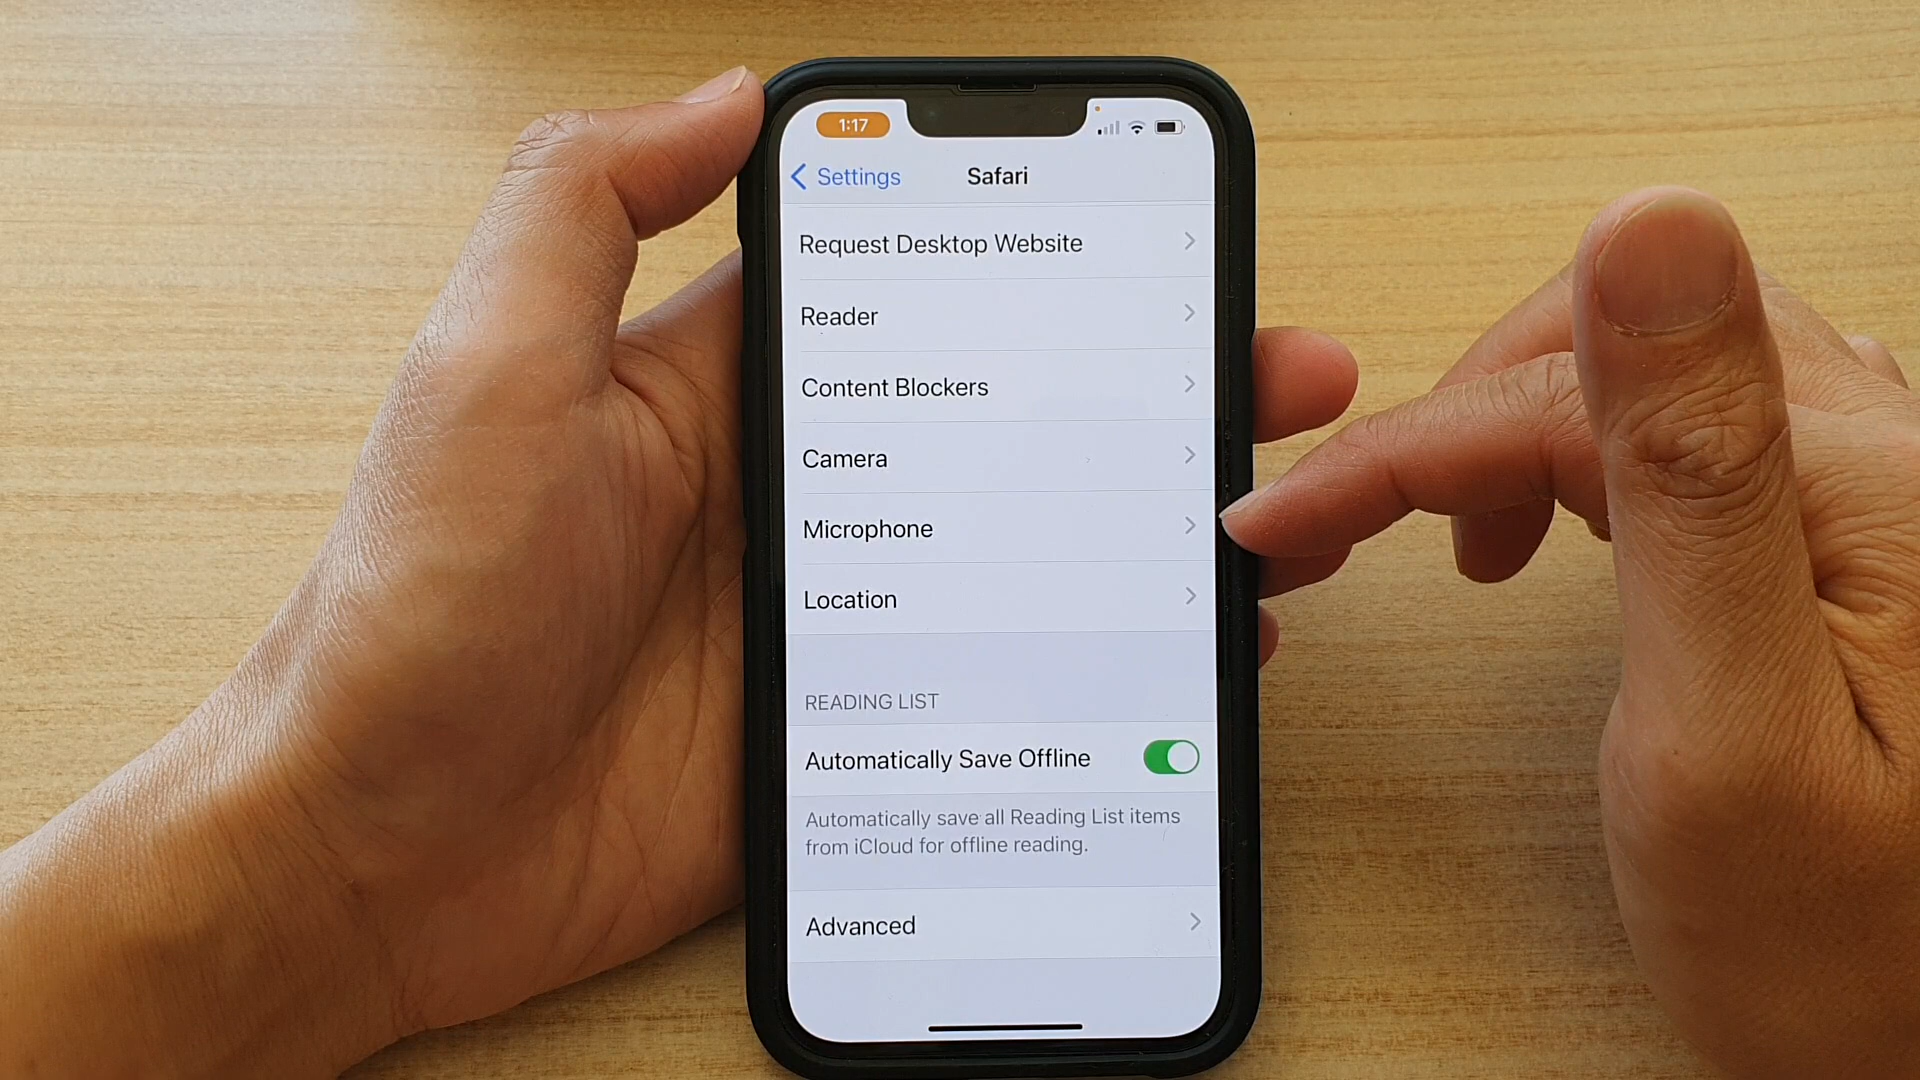 1:17
Settings
Safari
Request Desktop Website
Reader
Content Blockers
Camera
Microphone
Location
READING LIST
Automatically Save Offline
Automatically save all Reading List items
from iCloud for offline reading.
Advanced